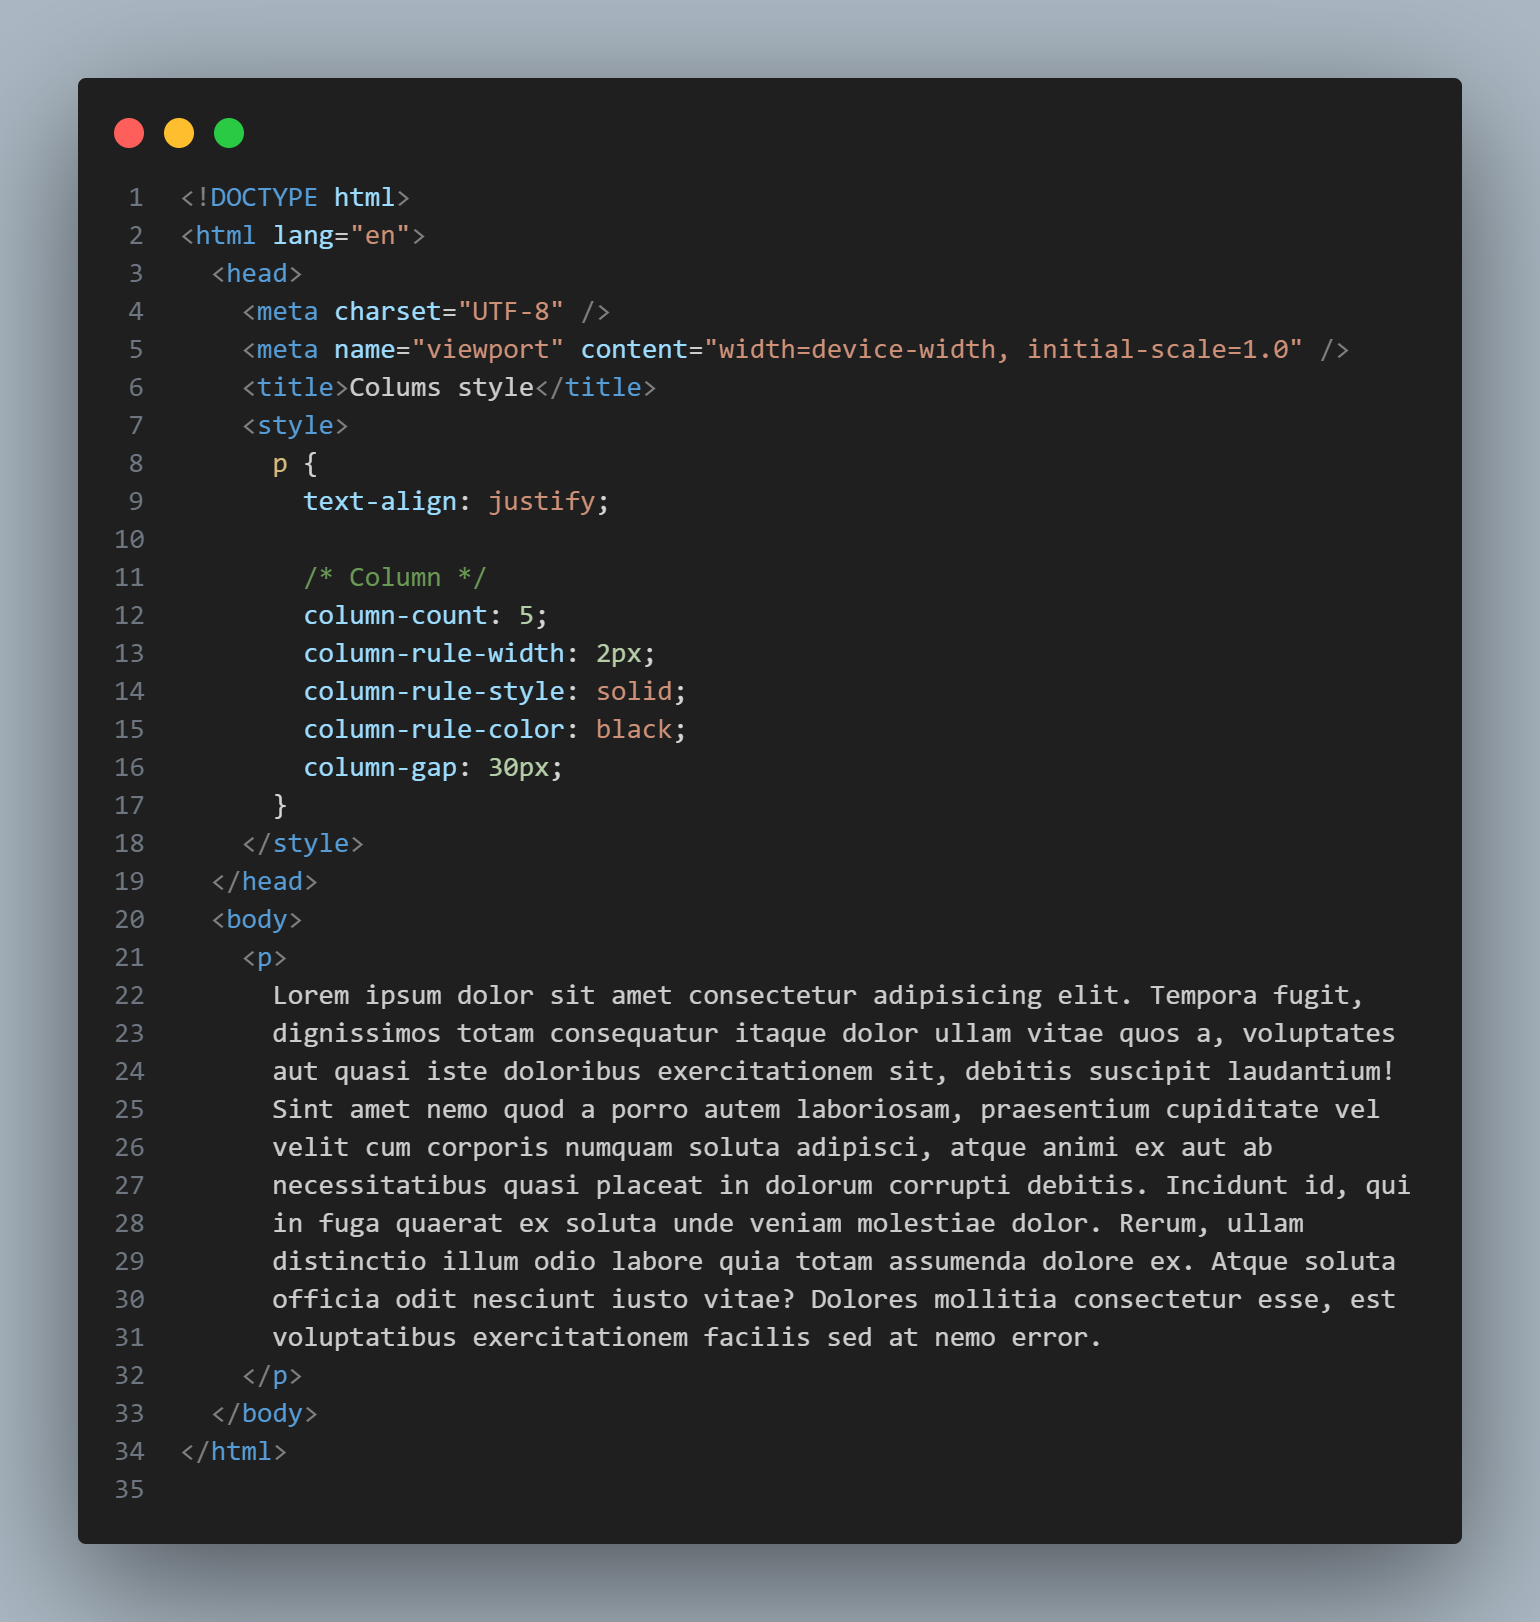 1 <!DOCTYPE html>
2 <html lang="en">
3   <head>
4     <meta charset="UTF-8" />
5     <meta name="viewport" content="width=device-width, initial-scale=1.0" />
6     <title>Colums style</title>
7     <style>
8       p {
9         text-align: justify;
10
11         /* Column */
12         column-count: 5;
13         column-rule-width: 2px;
14         column-rule-style: solid;
15         column-rule-color: black;
16         column-gap: 30px;
17       }
18     </style>
19   </head>
20   <body>
21     <p>
22       Lorem ipsum dolor sit amet consectetur adipisicing elit. Tempora fugit,
23       dignissimos totam consequatur itaque dolor ullam vitae quos a, voluptates
24       aut quasi iste doloribus exercitationem sit, debitis suscipit laudantium!
25       Sint amet nemo quod a porro autem laboriosam, praesentium cupiditate vel
26       velit cum corporis numquam soluta adipisci, atque animi ex aut ab
27       necessitatibus quasi placeat in dolorum corrupti debitis. Incidunt id, qui
28       in fuga quaerat ex soluta unde veniam molestiae dolor. Rerum, ullam
29       distinctio illum odio labore quia totam assumenda dolore ex. Atque soluta
30       officia odit nesciunt iusto vitae? Dolores mollitia consectetur esse, est
31       voluptatibus exercitationem facilis sed at nemo error.
32     </p>
33   </body>
34 </html>
35